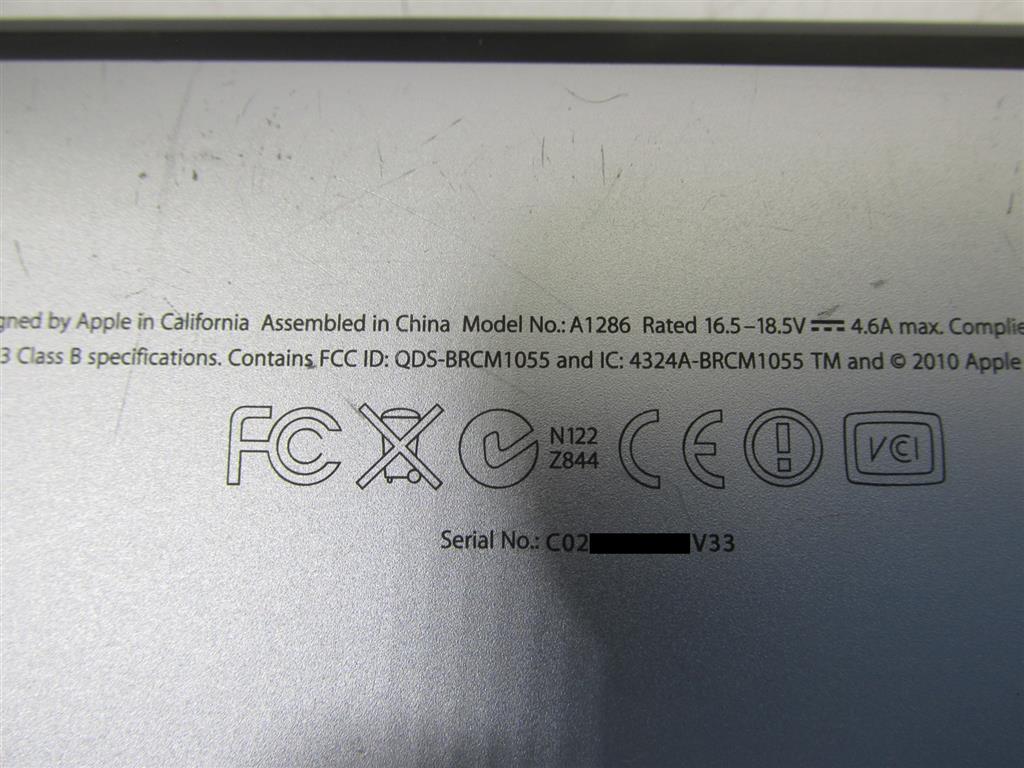 gned by Apple in California Assembled in China Model No.: A1286 Rated 16.5–18.5V ⎓ 4.6A max. Complie
3 Class B specifications. Contains FCC ID: QDS-BRCM1055 and IC: 4324A-BRCM1055 TM and © 2010 Apple
FC N122 CE VCI
Z844
Serial No.: C02 V33